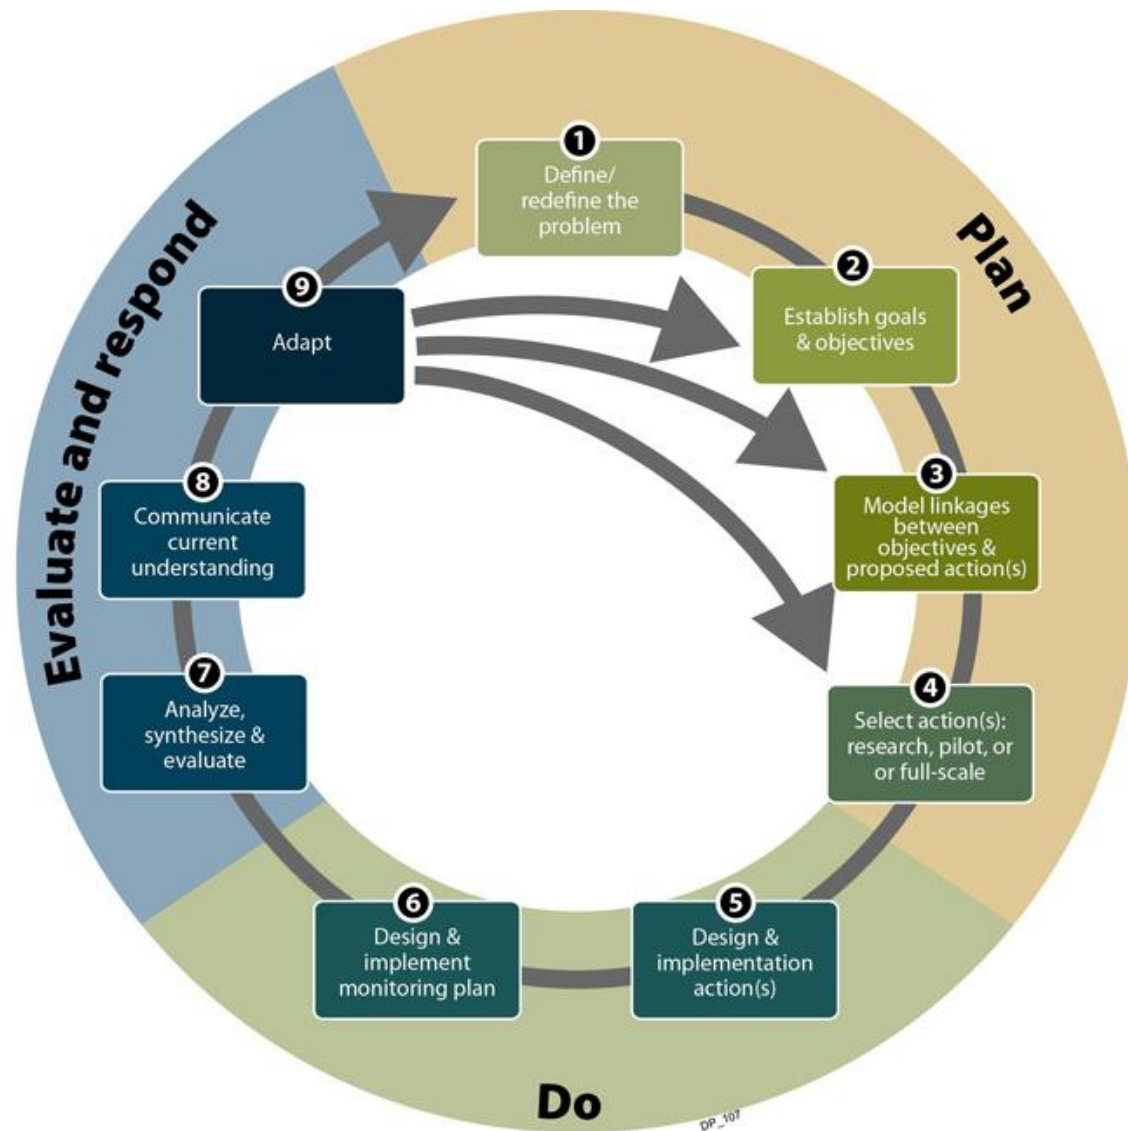 1
Define/
redefine the
problem
2
Establish goals
& objectives
3
Model linkages
between
objectives &
proposed action(s)
4
Select action(s):
research, pilot, or
or full-scale
5
Design &
implementation
action(s)
6
Design &
implement
monitoring plan
7
Analyze,
synthesize &
evaluate
8
Communicate
current
understanding
9
Adapt
Plan
Do
Evaluate and respond
DP_107